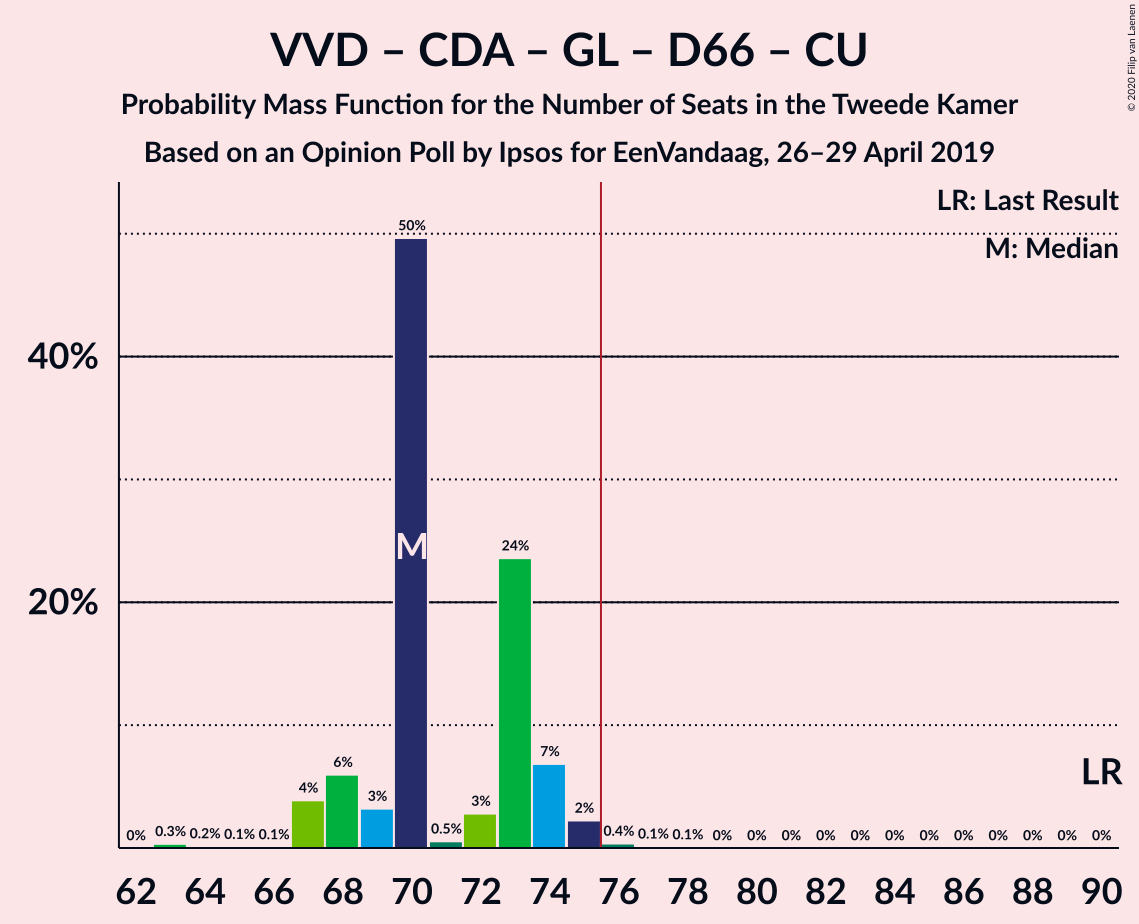 VVD – CDA – GL – D66 – CU
Probability Mass Function for the Number of Seats in the Tweede Kamer
Based on an Opinion Poll by Ipsos for EenVandaag, 26–29 April 2019
© 2020 Filip van Laenen
LR: Last Result
M: Median
40%
20%
0% 0.3% 0.2% 0.1% 0.1% 4% 6% 3% 50% 0.5% 3% 24% 7% 2% 0.4% 0.1% 0.1% 0% 0% 0% 0% 0% 0% 0% 0% 0% 0% 0% 0%
M
LR
62 64 66 68 70 72 74 76 78 80 82 84 86 88 90